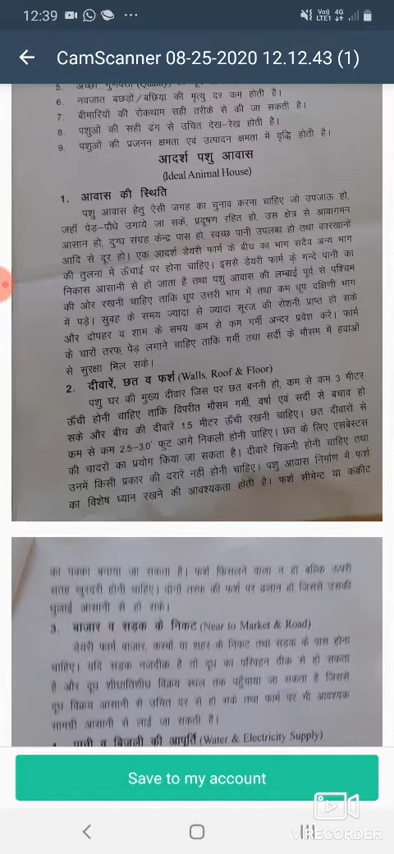 12:39
Vo) 4G
LTE1
CamScanner 08-25-2020 12.12.43 (1)
5. अच्छी गुणवत्ता (Quality)
6. नवजात बछड़ों/बछिया की मृत्यु दर कम होती है।
7. बीमारियों की रोकथाम सही तरीके से की जा सकती है।
8. पशुओं की सही ढंग से उचित देख-रेख होती है।
9. पशुओं की प्रजनन क्षमता एवं उत्पादन क्षमता में वृद्धि होती है।
आदर्श पशु आवास
(Ideal Animal House)
1. आवास की स्थिति
पशु आवास हेतु ऐसी जगह का चुनाव करना चाहिए जो उपजाऊ हो,
जहाँ पेड़-पौधे उगाये जा सकें, प्रदूषण रहित हो, उस क्षेत्र से आवागमन
आसान हो, दुग्ध संग्रह केन्द्र पास हो, स्वच्छ पानी उपलब्ध हो तथा कारखानों
आदि से दूर हो। एक आदर्श डेयरी फार्म के बीच का भाग सदैव अन्य भाग
की तुलना में ऊँचाई पर होना चाहिए। इससे डेयरी फार्म के गन्दे पानी का
निकास आसानी से हो जाता है तथा पशु आवास की लम्बाई पूर्व से पश्चिम
की ओर रखनी चाहिए ताकि धूप उत्तरी भाग में तथा कम धूप दक्षिणी भाग
में पड़े। सुबह के समय ज्यादा से ज्यादा सूरज की रोशनी प्राप्त हो सके
और दोपहर व शाम के समय कम से कम गर्मी अन्दर प्रवेश करे। फार्म
के चारो तरफ पेड़ लगाने चाहिए ताकि गर्मी तथा सर्दी के मौसम में हवाओं
से सुरक्षा मिल सके।
2. दीवारें, छत व फर्श (Walls, Roof & Floor)
पशु घर की मुख्य दीवार जिस पर छत बननी हो, कम से कम 3 मीटर
ऊँची होनी चाहिए ताकि विपरीत मौसम गर्मी, वर्षा एवं सर्दी से बचाव हो
सके और बीच की दीवार 1.5 मीटर ऊँची रखनी चाहिए। छत दीवारों से
कम से कम 2.5-3.0' फुट आगे निकली होनी चाहिए। छत के लिए एसबेस्टस
की चादरों का प्रयोग किया जा सकता है। दीवारें चिकनी होनी चाहिए तथा
उनमें किसी प्रकार की दरारें नही होनी चाहिए। पशु आवास निर्माण में फर्श
का विशेष ध्यान रखने की आवश्यकता होती है। फर्श सीमेन्ट या कंक्रीट
का पक्का बनाया जा सकता है। फर्श फिसलने वाला न हो बल्कि ऊपरी
सतह खुरदरी होनी चाहिए। दोनों तरफ की फर्श पर ढलान हो जिससे उसकी
धुलाई आसानी से हो सके।
3. बाजार व सड़क के निकट (Near to Market & Road)
डेयरी फार्म बाजार, कस्बों या शहर के निकट तथा सड़क के पास होना
चाहिए। यदि सड़क नजदीक है तो दूध का परिवहन ठीक से हो सकता
है और दूध शीघ्रातिशीघ्र विक्रय स्थल तक पहुँचाया जा सकता है जिससे
दूध विक्रय आसानी से उचित दर से हो सके तथा फार्म पर भी आवश्यक
सामग्री आसानी से लाई जा सकती है।
पानी व बिजली की आपूर्ति (Water & Electricity Supply)
Save to my account
VIRECORDER